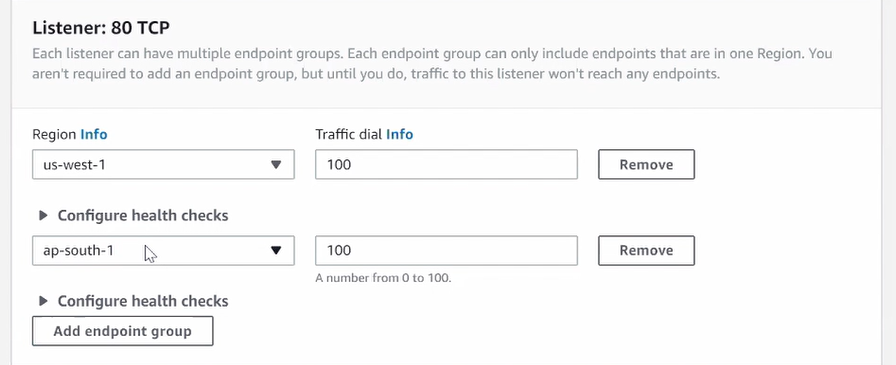 Listener: 80 TCP
Each listener can have multiple endpoint groups. Each endpoint group can only include endpoints that are in one Region. You
aren't required to add an endpoint group, but until you do, traffic to this listener won't reach any endpoints.
Region Info
Traffic dial Info
us-west-1
100
Remove
Configure health checks
ap-south-1
100
Remove
A number from 0 to 100.
Configure health checks
Add endpoint group